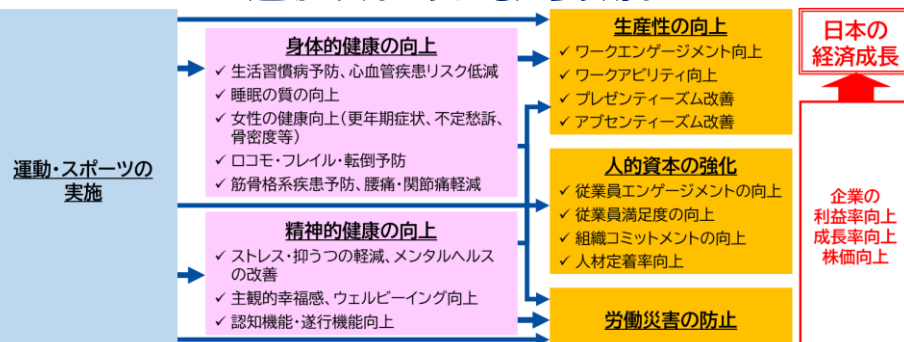 運動・スポーツの
実施
身体的健康の向上
✓ 生活習慣病予防、心血管疾患リスク低減
✓ 睡眠の質の向上
✓ 女性の健康向上(更年期症状、不定愁訴、
骨密度等)
✓ ロコモ・フレイル・転倒予防
✓ 筋骨格系疾患予防、腰痛・関節痛軽減
精神的健康の向上
✓ ストレス・抑うつの軽減、メンタルヘルス
の改善
✓ 主観的幸福感、ウェルビーイング向上
✓ 認知機能・遂行機能向上
生産性の向上
✓ ワークエンゲージメント向上
✓ ワークアビリティ向上
✓ プレゼンティーズム改善
✓ アブセンティーズム改善
人的資本の強化
✓ 従業員エンゲージメントの向上
✓ 従業員満足度の向上
✓ 組織コミットメントの向上
✓ 人材定着率向上
労働災害の防止
日本の
経済成長
企業の
利益率向上
成長率向上
株価向上